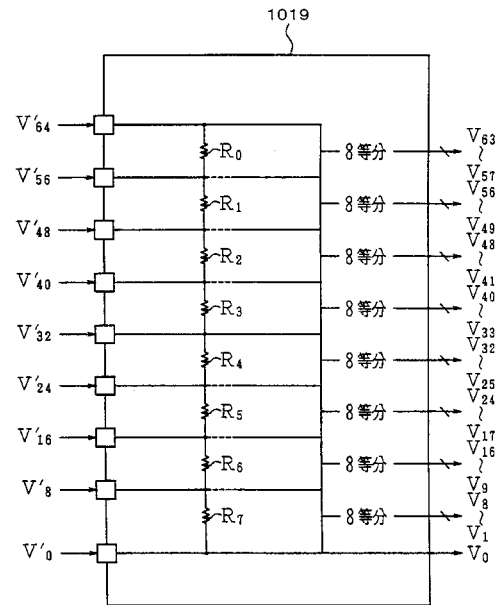 1019
V'64
V'56
V'48
V'40
V'32
V'24
V'16
V'8
V'0
R0
R1
R2
R3
R4
R5
R6
R7
8等分
8等分
8等分
8等分
8等分
8等分
8等分
8等分
V63
~
V57
V56
~
V49
V48
~
V41
V40
~
V33
V32
~
V25
V24
~
V17
V16
~
V9
V8
~
V1
V0